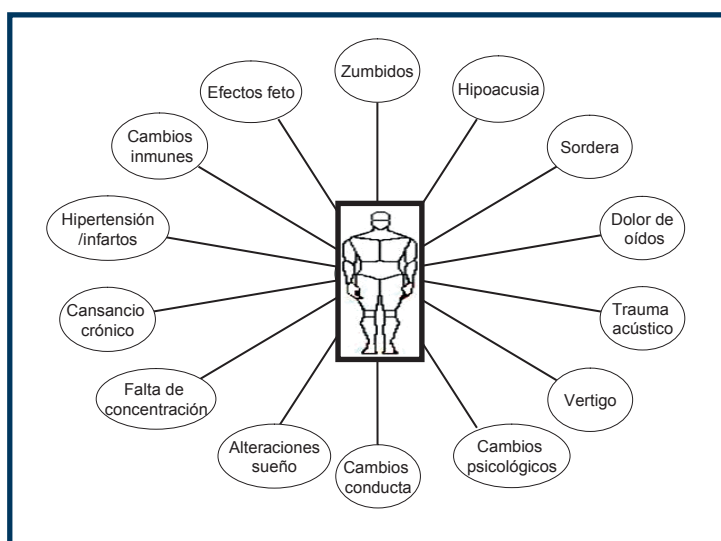 Zumbidos
Hipoacusia
Sordera
Dolor de
oídos
Trauma
acústico
Vertigo
Cambios
psicológicos
Cambios
conducta
Alteraciones
sueño
Falta de
concentración
Cansancio
crónico
Hipertensión
/infartos
Cambios
inmunes
Efectos feto